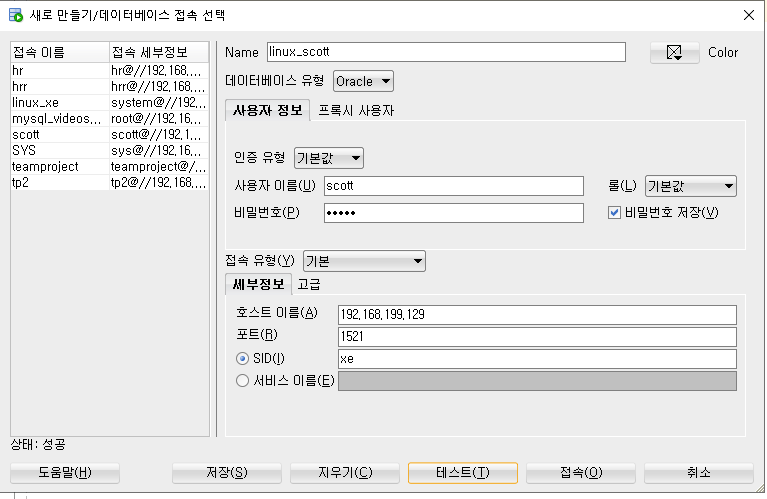 새로 만들기/데이터베이스 접속 선택
접속 이름 접속 세부정보
hr hr@//192,168,...
hrr hrr@//192,168,...
linux_xe system@//192...
mysql_videos... root@//192,16...
scott scott@//192,1...
SYS sys@//192,16...
teamproject teamproject@/...
tp2 tp2@//192,168,...
Name linux_scott Color
데이터베이스 유형 Oracle
사용자 정보 프록시 사용자
인증 유형 기본값
사용자 이름(U) scott 롤(L) 기본값
비밀번호(P) ••••• 비밀번호 저장(V)
접속 유형(Y) 기본
세부정보 고급
호스트 이름(A) 192,168,199,129
포트(R) 1521
SID(I) xe
서비스 이름(E)
상태: 성공
도움말(H) 저장(S) 지우기(C) 테스트(T) 접속(O) 취소